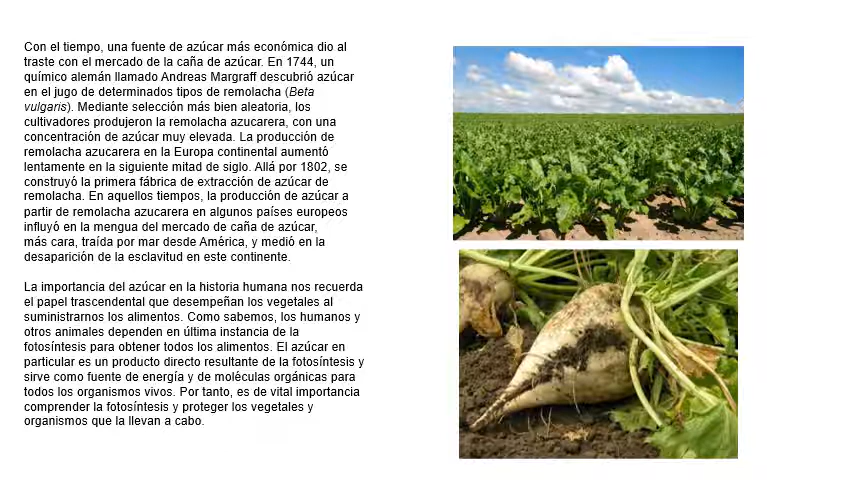 Con el tiempo, una fuente de azúcar más económica dio al
traste con el mercado de la caña de azúcar. En 1744, un
químico alemán llamado Andreas Margraff descubrió azúcar
en el jugo de determinados tipos de remolacha (Beta
vulgaris). Mediante selección más bien aleatoria, los
cultivadores produjeron la remolacha azucarera, con una
concentración de azúcar muy elevada. La producción de
remolacha azucarera en la Europa continental aumentó
lentamente en la siguiente mitad de siglo. Allá por 1802, se
construyó la primera fábrica de extracción de azúcar de
remolacha. En aquellos tiempos, la producción de azúcar a
partir de remolacha azucarera en algunos países europeos
influyó en la mengua del mercado de caña de azúcar,
más cara, traída por mar desde América, y medió en la
desaparición de la esclavitud en este continente.

La importancia del azúcar en la historia humana nos recuerda
el papel trascendental que desempeñan los vegetales al
suministrarnos los alimentos. Como sabemos, los humanos y
otros animales dependen en última instancia de la
fotosíntesis para obtener todos los alimentos. El azúcar en
particular es un producto directo resultante de la fotosíntesis y
sirve como fuente de energía y de moléculas orgánicas para
todos los organismos vivos. Por tanto, es de vital importancia
comprender la fotosíntesis y proteger los vegetales y
organismos que la llevan a cabo.